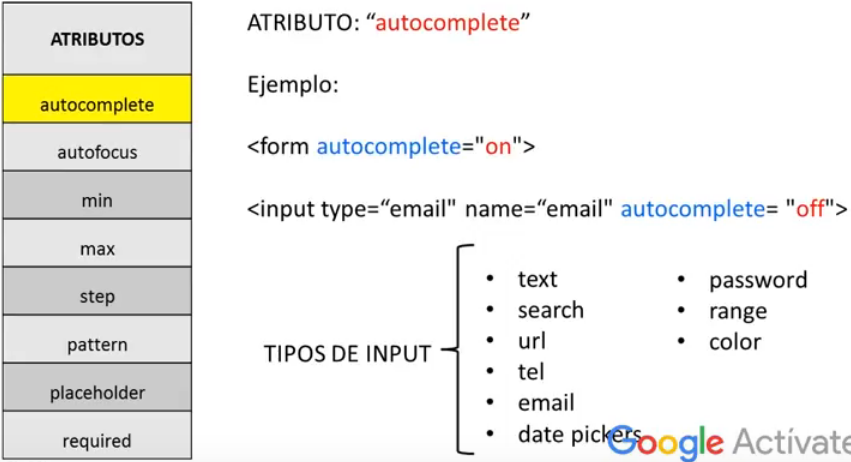 ATRIBUTOS
autocomplete
autofocus
min
max
step
pattern
placeholder
required
ATRIBUTO: “autocomplete”
Ejemplo:
<form autocomplete="on">
<input type=“email" name=“email" autocomplete= "off">
TIPOS DE INPUT
• text
• search
• url
• tel
• email
• date pickers
• password
• range
• color
Google Actívate